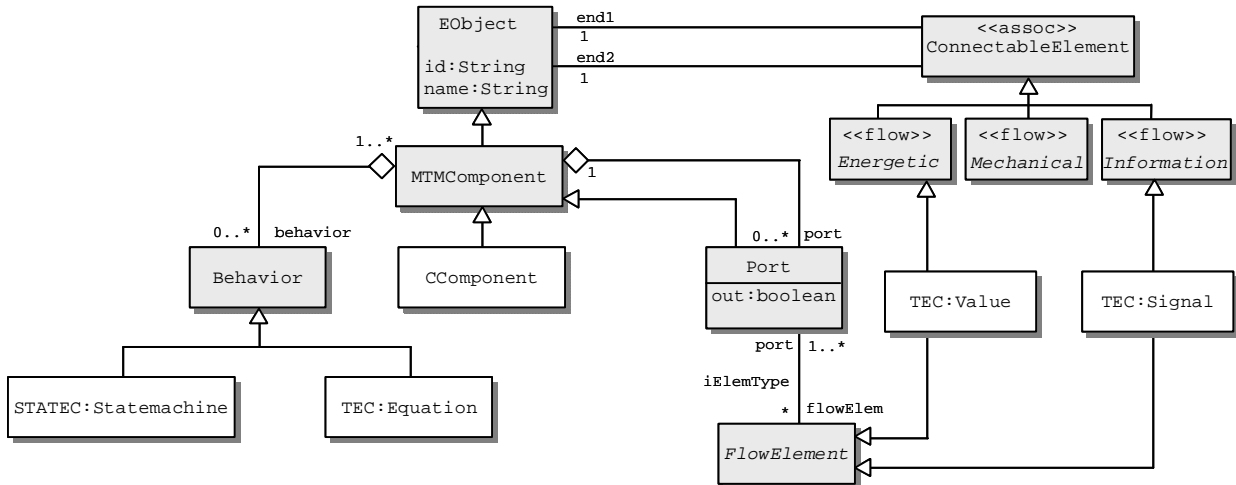 EObject
id:String
name:String
end1
1
end2
1
<<assoc>>
ConnectableElement
<<flow>>
Energetic
<<flow>>
Mechanical
<<flow>>
Information
1..*
MTMComponent
1
0..* behavior
0..* port
Behavior
CComponent
Port
out:boolean
TEC:Value
TEC:Signal
port 1..*
iElemType
* flowElem
STATEC:Statemachine
TEC:Equation
FlowElement